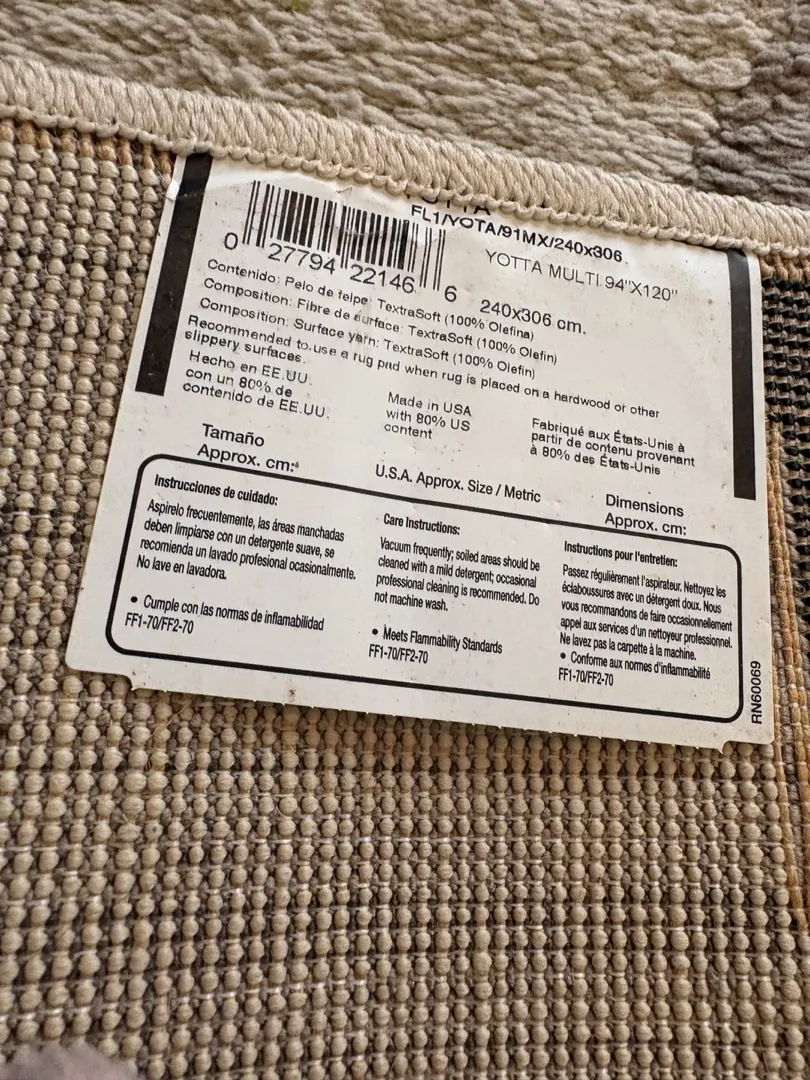 FL1/YOTA/91MX/240x306
YOTTA MULTI 94"X120"
0 27794 22146 6
240x306 cm.
Contenido: Pelo de felpe: TextraSoft (100% Olefina)
Composition: Fibre de surface: TextraSoft (100% Olefin)
Composition: Surface yarn: TextraSoft (100% Olefin)
Recommended to use a rug pad when rug is placed on a hardwood or other
slippery surfaces.
Hecho en EE.UU.
con un 80% de
contenido de EE.UU.
Made in USA
with 80% US
content
Fabriqué aux États-Unis à
partir de contenu provenant
à 80% des États-Unis
Tamaño
Approx. cm:
U.S.A. Approx. Size / Metric
Dimensions
Approx. cm:
Instrucciones de cuidado:
Aspírelo frecuentemente, las áreas manchadas
deben limpiarse con un detergente suave, se
recomienda un lavado profesional ocasionalmente.
No lave en lavadora.
• Cumple con las normas de inflamabilidad
FF1-70/FF2-70
Care Instructions:
Vacuum frequently; soiled areas should be
cleaned with a mild detergent; occasional
professional cleaning is recommended. Do
not machine wash.
• Meets Flammability Standards
FF1-70/FF2-70
Instructions pour l'entretien:
Passez régulièrement l'aspirateur. Nettoyez les
éclaboussures avec un détergent doux. Nous
vous recommandons de faire occasionnellement
appel aux services d'un nettoyeur professionnel.
Ne lavez pas la carpette à la machine.
• Conforme aux normes d'inflammabilité
FF1-70/FF2-70
RN60069